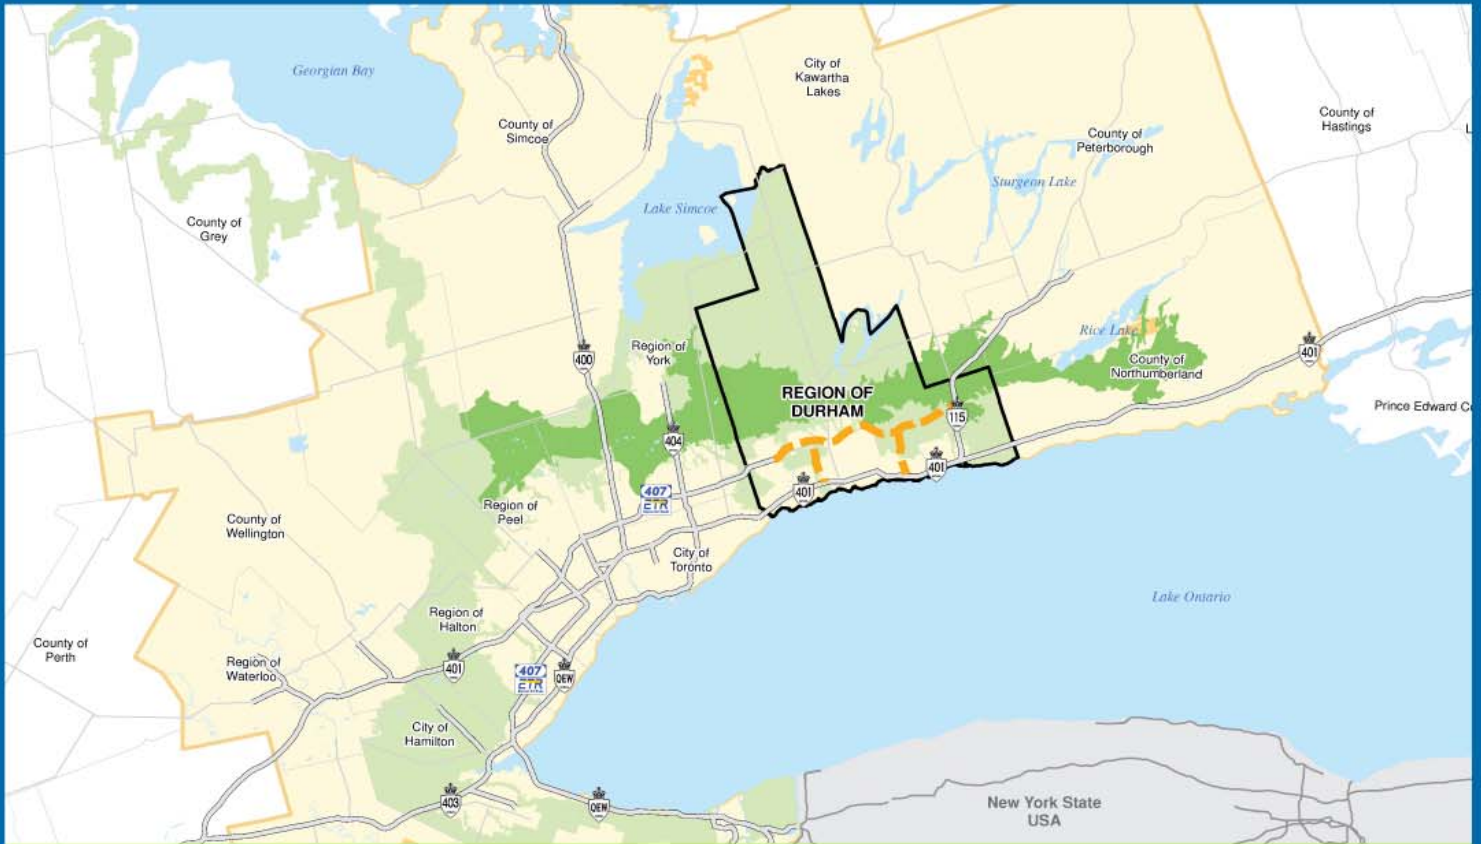 Georgian Bay
City of
Kawartha
Lakes
County of
Hastings
County of
Simcoe
County of
Peterborough
Sturgeon Lake
Lake Simcoe
County of
Grey
Rice Lake
400
Region of
York
401
County of
Northumberland
REGION OF
DURHAM
Prince Edward C
115
404
401
401
407
ETR
Region of
Peel
County of
Wellington
City of
Toronto
Lake Ontario
Region of
Halton
County of
Perth
Region of
Waterloo
401
407
ETR
QEW
City of
Hamilton
403
QEW
New York State
USA